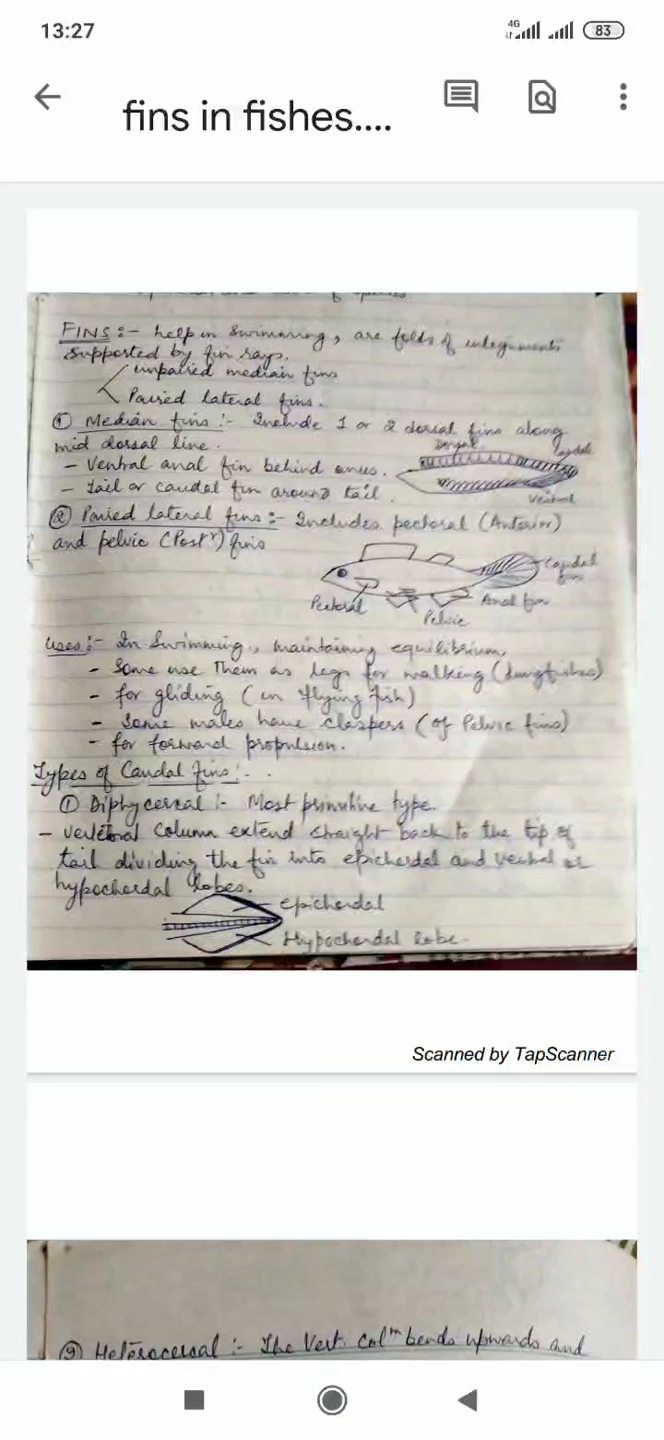 13:27
4G
83
fins in fishes....
FINS :- help in Swimming, are folds of integuments
supported by fin rays.
unpaired median fins
Paired lateral fins.
① Median fins :- Include 1 or 2 dorsal fins along
mid dorsal line.
Dorsal
Caudal
- Ventral anal fin behind anus.
- Tail or caudal fin around tail.
Ventral
② Paired lateral fins :- Includes pectoral (Anterior)
and pelvic (Postr) fins
Caudal
fin
Pectoral
Anal fin
Pelvic
Uses :- In Swimming, maintaining equilibrium,
- Some use Them as legs for walking (lungfishes)
- for gliding (in flying fish)
- Some males have claspers (of Pelvic fins)
- for forward propulsion.
Types of Caudal fins :-
① Diphycercal :- Most primitive type.
- Vertebral Column extend straight back to the tip of
tail dividing the fin into epichordal and ventral or
hypochordal lobes.
epichordal
Hypochordal lobe.
Scanned by TapScanner
Heterocercal :- The Vert. Colm bends upwards and